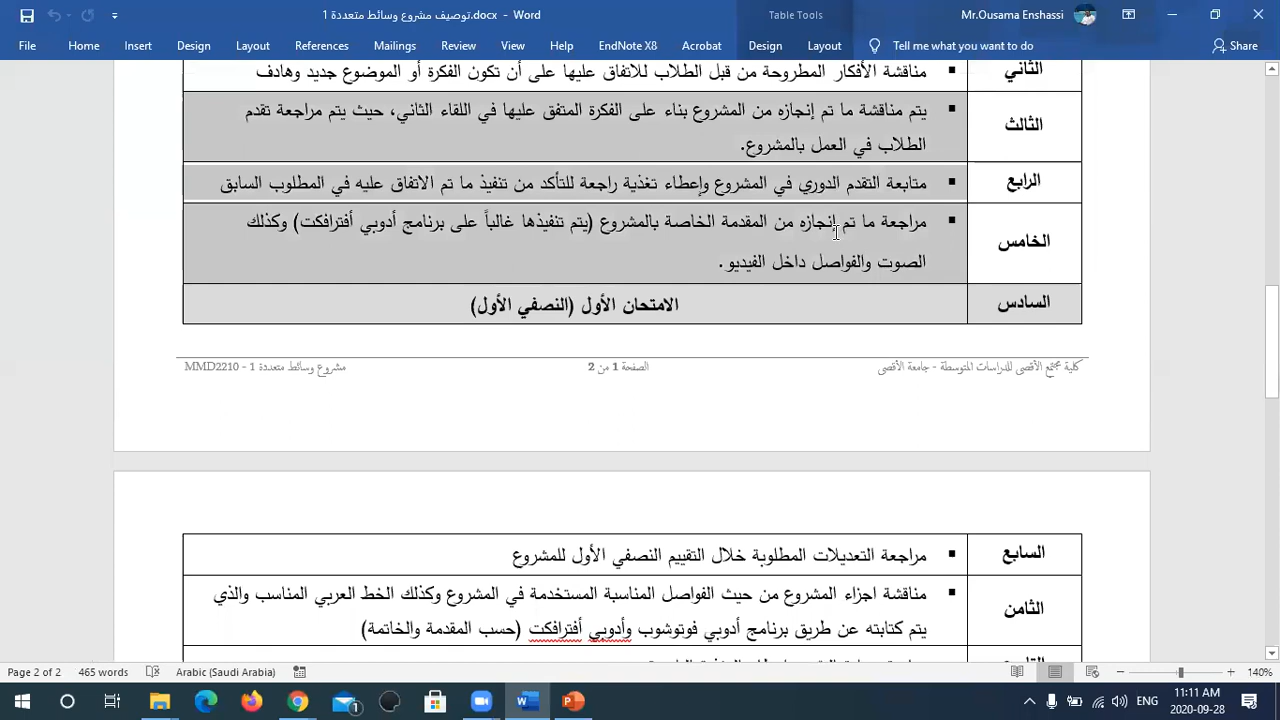 توصيف مشروع وسائط متعددة 1.docx - Word
Table Tools
Mr.Ousama Enshassi
File Home Insert Design Layout References Mailings Review View Help EndNote X8 Acrobat Design Layout Tell me what you want to do Share
الثاني
▪ مناقشة الأفكار المطروحة من قبل الطلاب للاتفاق عليها على أن تكون الفكرة أو الموضوع جديد وهادف
الثالث
▪ يتم مناقشة ما تم إنجازه من المشروع بناء على الفكرة المتفق عليها في اللقاء الثاني، حيث يتم مراجعة تقدم
الطلاب في العمل بالمشروع.
الرابع
▪ متابعة التقدم الدوري في المشروع وإعطاء تغذية راجعة للتأكد من تنفيذ ما تم الاتفاق عليه في المطلوب السابق
الخامس
▪ مراجعة ما تم إنجازه من المقدمة الخاصة بالمشروع (يتم تنفيذها غالباً على برنامج أدوبي أفترافكت) وكذلك
الصوت والفواصل داخل الفيديو.
السادس
الامتحان الأول (النصفي الأول)
كلية مجتمع الأقصى للدراسات المتوسطة - جامعة الأقصى
الصفحة 1 من 2
مشروع وسائط متعددة 1 - MMD2210
السابع
▪ مراجعة التعديلات المطلوبة خلال التقييم النصفي الأول للمشروع
الثامن
▪ مناقشة اجزاء المشروع من حيث الفواصل المناسبة المستخدمة في المشروع وكذلك الخط العربي المناسب والذي
يتم كتابته عن طريق برنامج أدوبي فوتوشوب وأدوبي أفترافكت (حسب المقدمة والخاتمة)
Page 2 of 2 465 words Arabic (Saudi Arabia) 140%
ENG
11:11 AM
2020-09-28